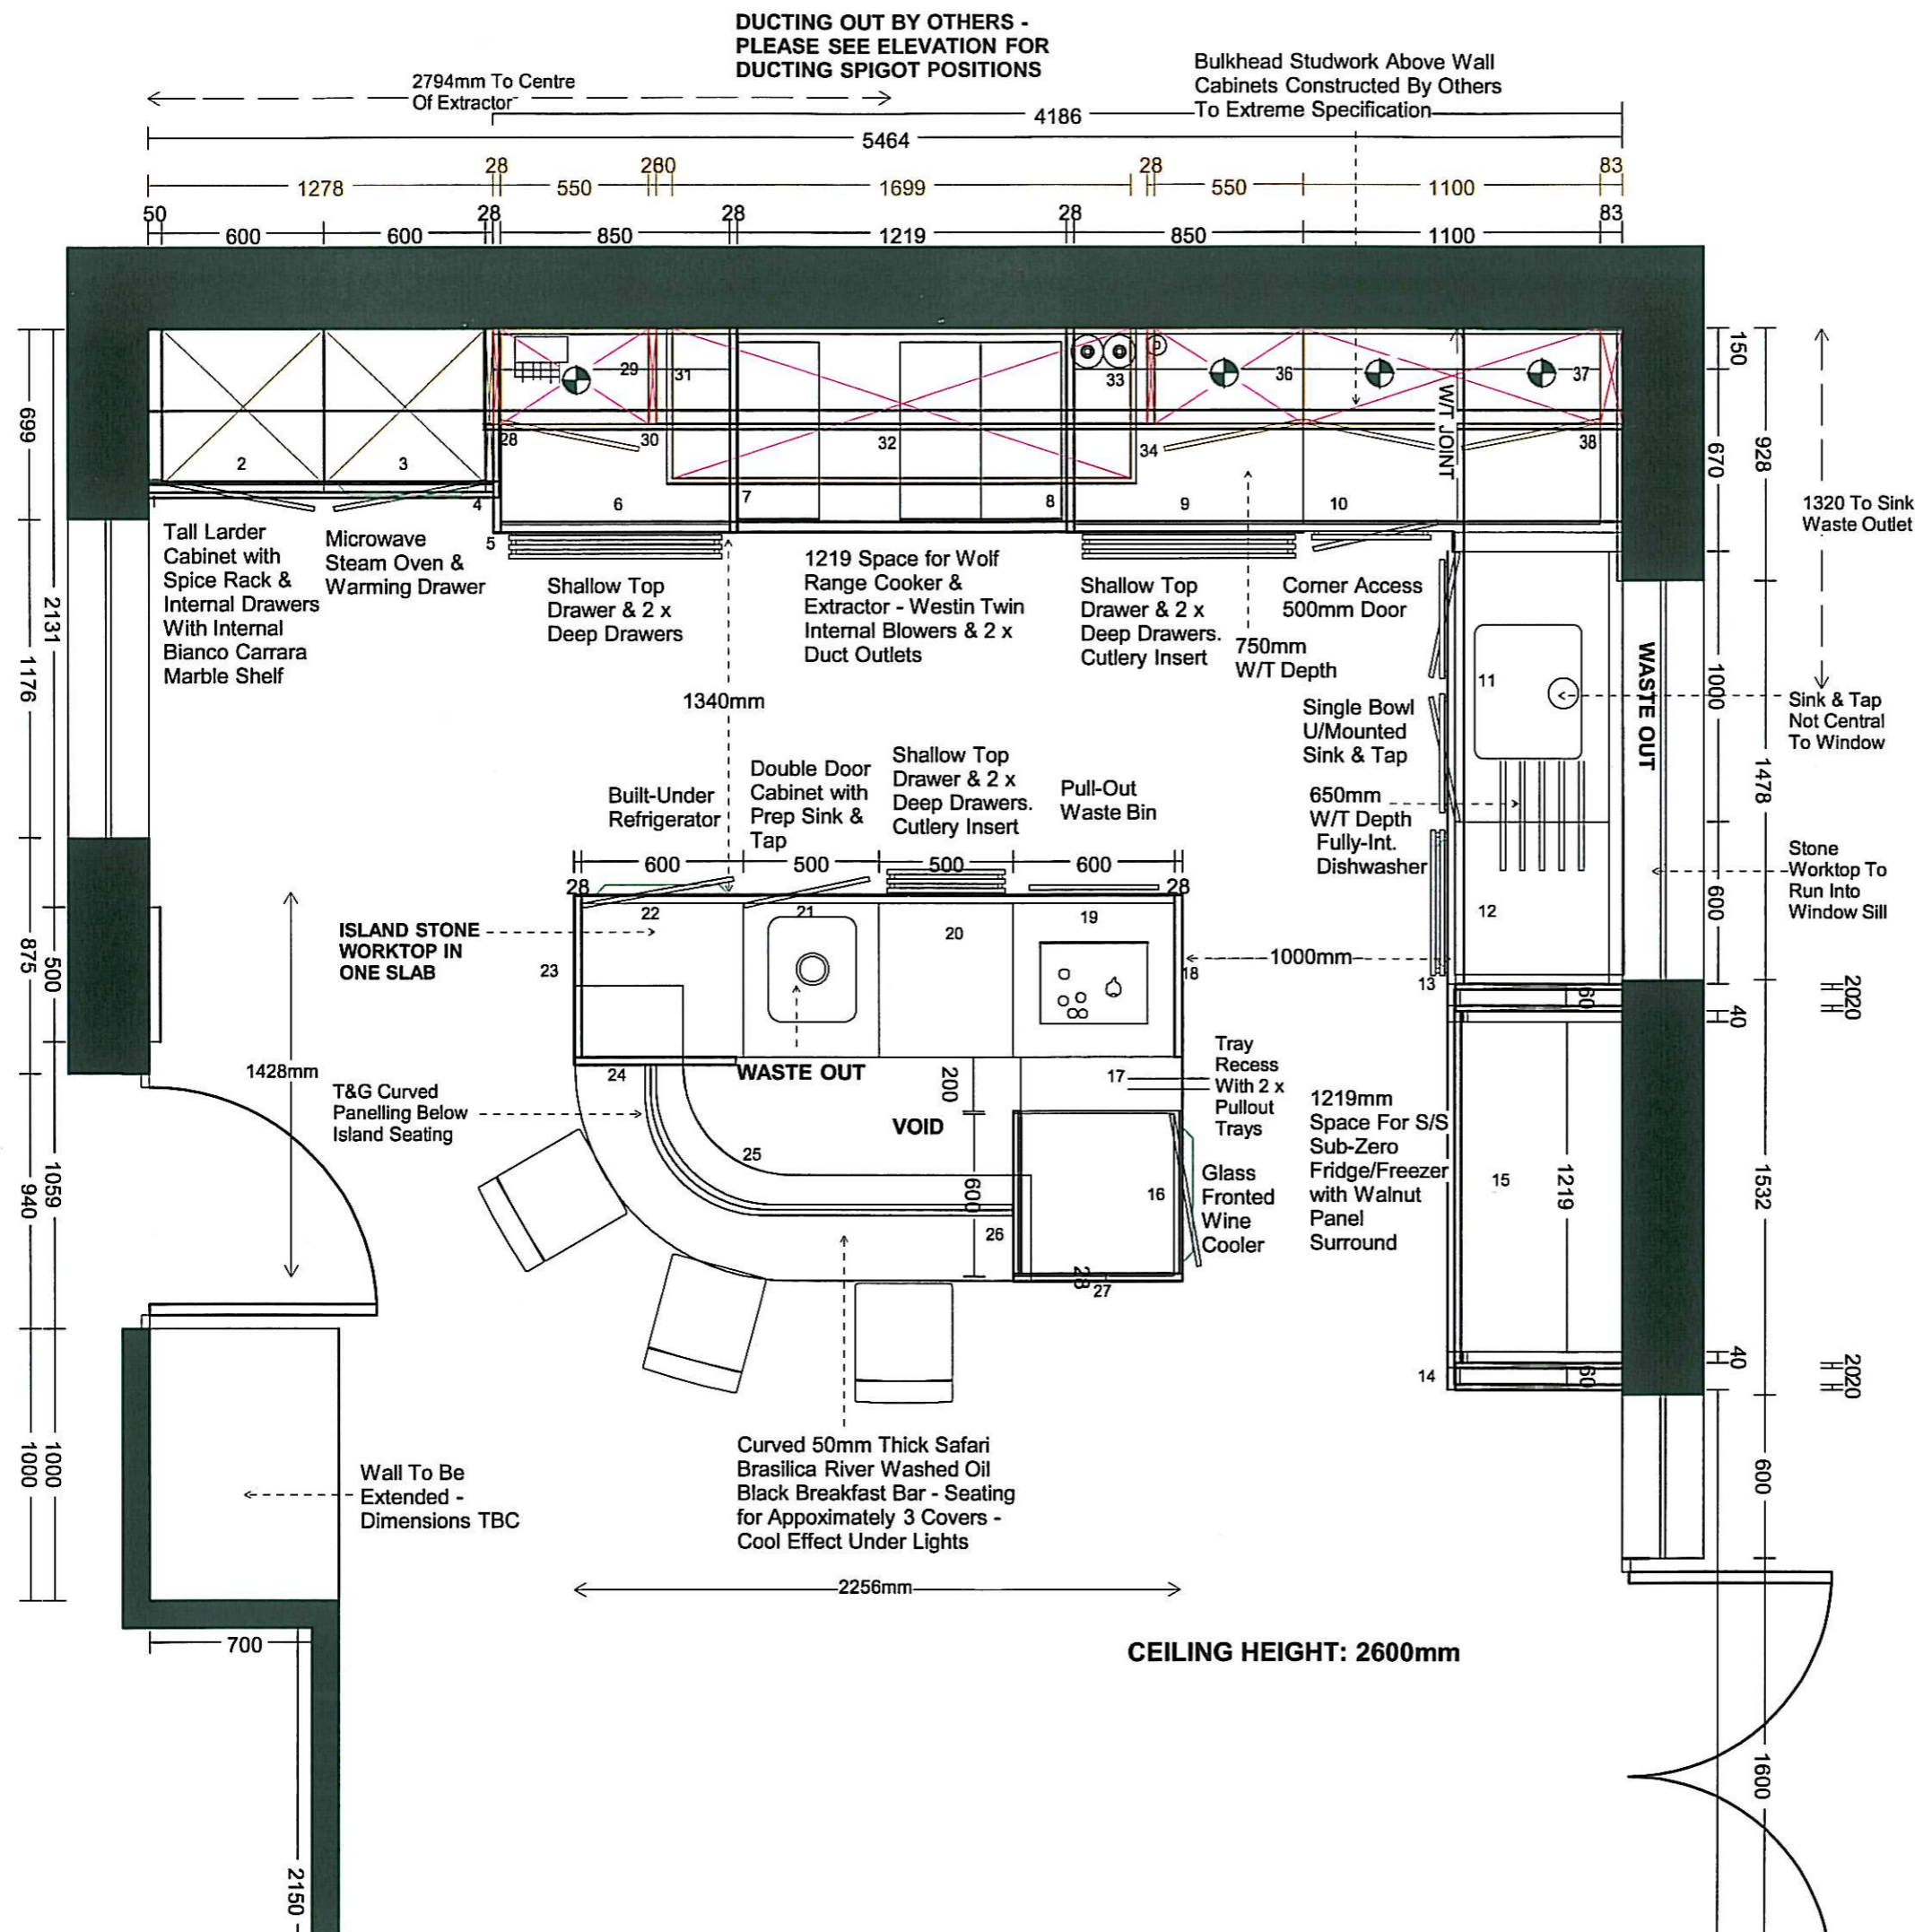 DUCTING OUT BY OTHERS -
PLEASE SEE ELEVATION FOR
DUCTING SPIGOT POSITIONS
Bulkhead Studwork Above Wall
Cabinets Constructed By Others
To Extreme Specification
2794mm To Centre
Of Extractor
4186
5464
28
280
28
83
1278
550
1699
550
1100
50
28
28
28
83
600
600
850
1219
850
1100
29
31
33
36
37
32
28
30
34
38
W/T JOINT
2
3
4
5
6
7
8
9
10
150
670
928
699
2131
1176
1320 To Sink
Waste Outlet
Tall Larder
Cabinet with
Spice Rack &
Internal Drawers
With Internal
Bianco Carrara
Marble Shelf
Microwave
Steam Oven &
Warming Drawer
Shallow Top
Drawer & 2 x
Deep Drawers
1219 Space for Wolf
Range Cooker &
Extractor - Westin Twin
Internal Blowers & 2 x
Duct Outlets
Shallow Top
Drawer & 2 x
Deep Drawers.
Cutlery Insert
Corner Access
500mm Door
750mm
W/T Depth
1340mm
11
WASTE OUT
1000
1478
Sink & Tap
Not Central
To Window
Single Bowl
U/Mounted
Sink & Tap
650mm
W/T Depth
Fully-Int.
Dishwasher
Built-Under
Refrigerator
Double Door
Cabinet with
Prep Sink &
Tap
Shallow Top
Drawer & 2 x
Deep Drawers.
Cutlery Insert
Pull-Out
Waste Bin
Stone
Worktop To
Run Into
Window Sill
600
500
500
600
28
28
22
21
20
19
12
600
ISLAND STONE
WORKTOP IN
ONE SLAB
23
18
1000mm
13
60
40
2020
875
500
1428mm
24
WASTE OUT
200
17
VOID
25
600
16
26
28
27
T&G Curved
Panelling Below
Island Seating
Tray
Recess
With 2 x
Pullout
Trays
Glass
Fronted
Wine
Cooler
1219mm
Space For S/S
Sub-Zero
Fridge/Freezer
with Walnut
Panel
Surround
15
1219
1532
940
1059
14
60
40
2020
1000
1000
Wall To Be
Extended -
Dimensions TBC
Curved 50mm Thick Safari
Brasilica River Washed Oil
Black Breakfast Bar - Seating
for Appoximately 3 Covers -
Cool Effect Under Lights
600
2256mm
700
CEILING HEIGHT: 2600mm
1600
2150